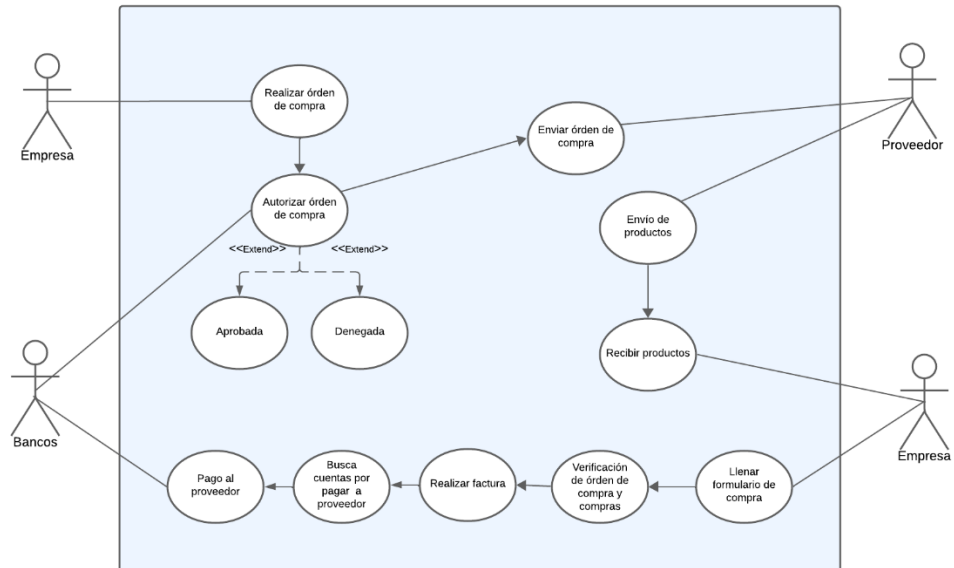 Realizar órden
de compra
Empresa
Enviar órden de
compra
Proveedor
Autorizar órden
de compra
Envío de
productos
<<Extend>>
<<Extend>>
Aprobada
Denegada
Recibir productos
Bancos
Empresa
Pago al
proveedor
Busca
cuentas por
pagar a
proveedor
Realizar factura
Verificación
de órden de
compra y
compras
Llenar
formulario de
compra